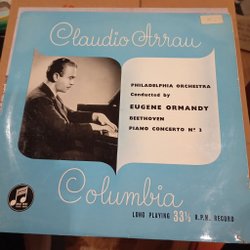 Claudio Arrau
PHILADELPHIA ORCHESTRA
Conducted by
EUGENE ORMANDY
BEETHOVEN
PIANO CONCERTO Nº 3
Columbia
LONG PLAYING 33⅓ R.P.M. RECORD